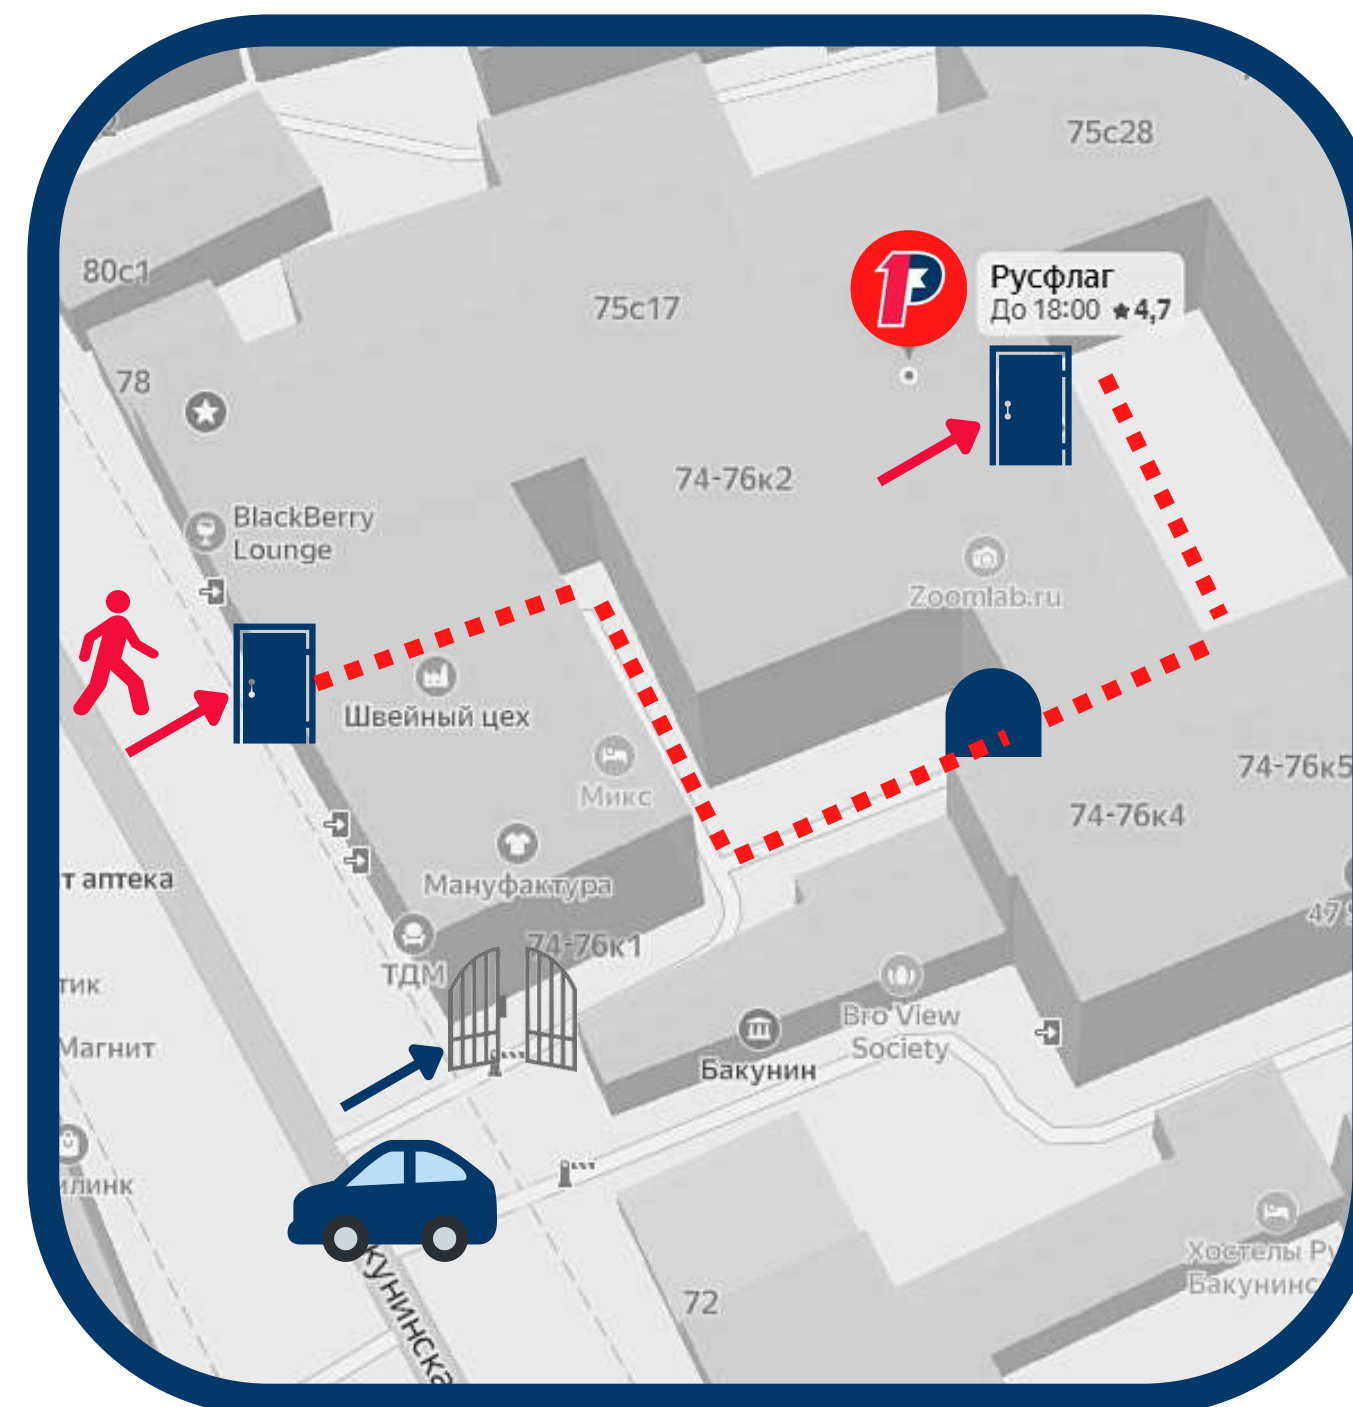 75с28
80с1
Русфлаг
До 18:00 ★4,7
75с17
78
74-76к2
BlackBerry
Lounge
Zoomlab.ru
Швейный цех
Микс
74-76к5
74-76к4
Мануфактура
т аптека
74-76к1
ТДМ
47
тик
Bro View
Society
Магнит
Бакунин
илинк
Хостелы Ру
Бакунинс
72
кунинска